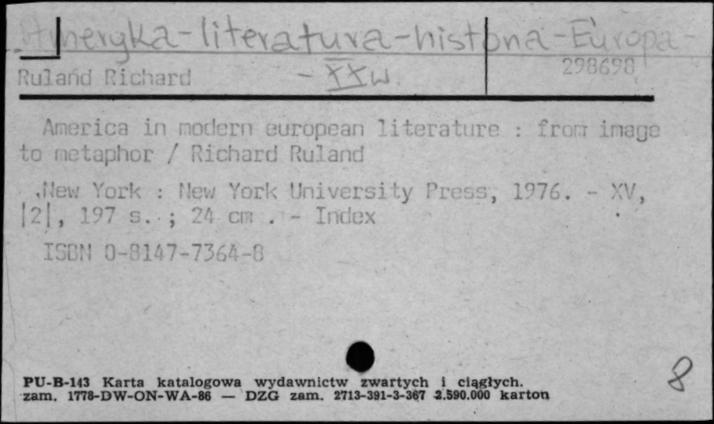 Ameryka-literatura-historia-Europa-
Ruland Richard - XXw. 298698
America in modern european literature : from image
to metaphor / Richard Ruland
New York : New York University Press, 1976. - XV,
|2|, 197 s. ; 24 cm . - Index
ISBN 0-8147-7364-8
8
PU-B-143 Karta katalogowa wydawnictw zwartych i ciągłych.
zam. 1778-DW-ON-WA-86 — DZG zam. 2713-391-3-367 2.590.000 karton